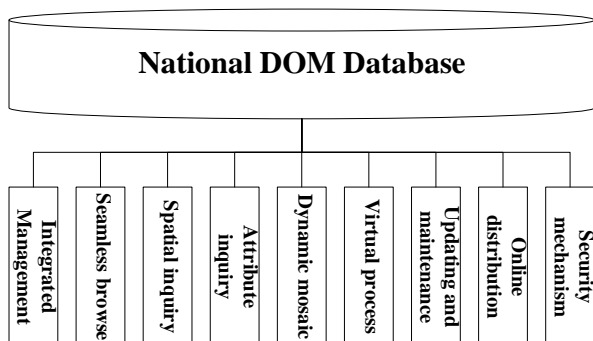 National DOM Database
Integrated
Management
Seamless browse
Spatial inquiry
Attribute
inquiry
Dynamic mosaic
Virtual process
Updating and
maintenance
Online
distribution
Security
mechanism